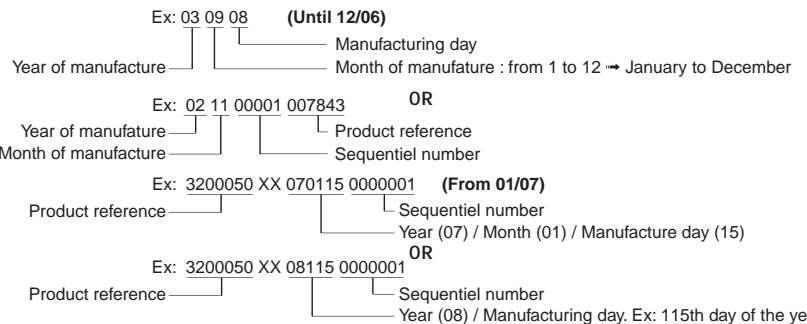 Ex: 03 09 08 (Until 12/06)
Manufacturing day
Year of manufacture Month of manufature : from 1 to 12 ➟ January to December
Ex: 02 11 00001 007843 OR
Year of manufature Product reference
Month of manufacture Sequentiel number
Ex: 3200050 XX 070115 0000001 (From 01/07)
Product reference Sequentiel number
Year (07) / Month (01) / Manufacture day (15)
OR
Ex: 3200050 XX 08115 0000001
Product reference Sequentiel number
Year (08) / Manufacturing day. Ex: 115th day of the ye